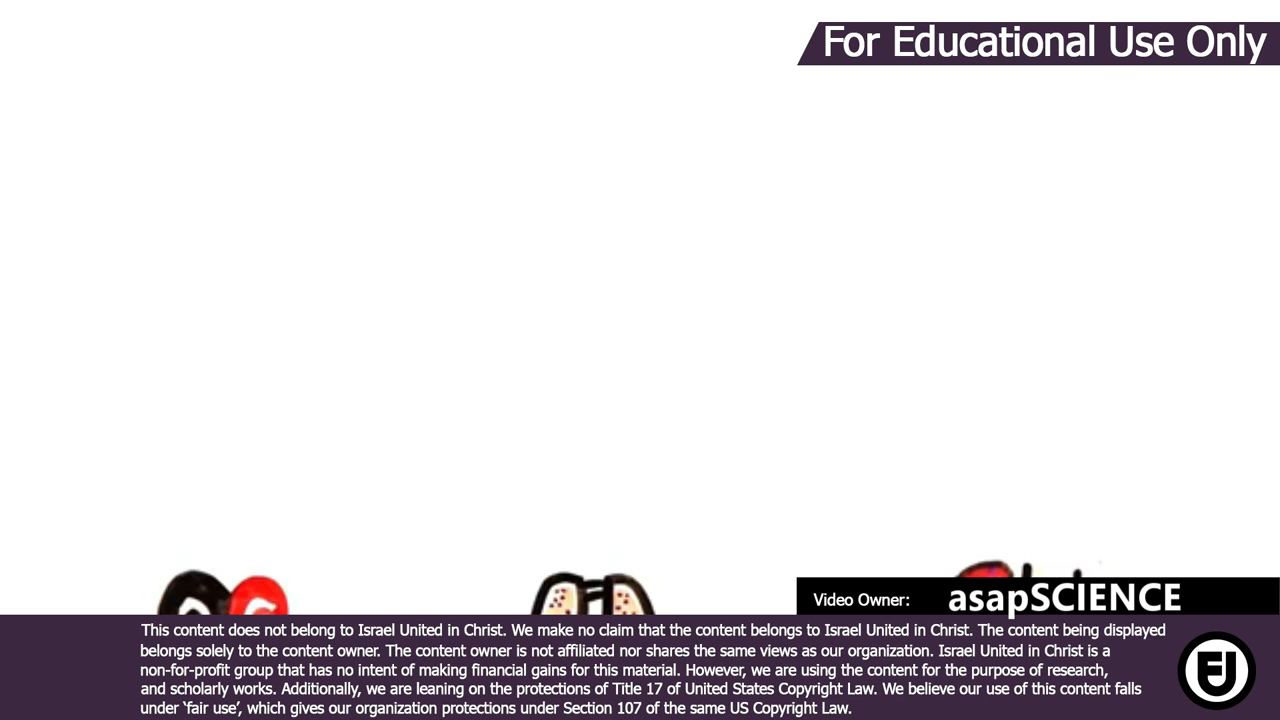 For Educational Use Only
Video Owner: asapSCIENCE
This content does not belong to Israel United in Christ. We make no claim that the content belongs to Israel United in Christ. The content being displayed
belongs solely to the content owner. The content owner is not affiliated nor shares the same views as our organization. Israel United in Christ is a
non-for-profit group that has no intent of making financial gains for this material. However, we are using the content for the purpose of research,
and scholarly works. Additionally, we are leaning on the protections of Title 17 of United States Copyright Law. We believe our use of this content falls
under ‘fair use’, which gives our organization protections under Section 107 of the same US Copyright Law.